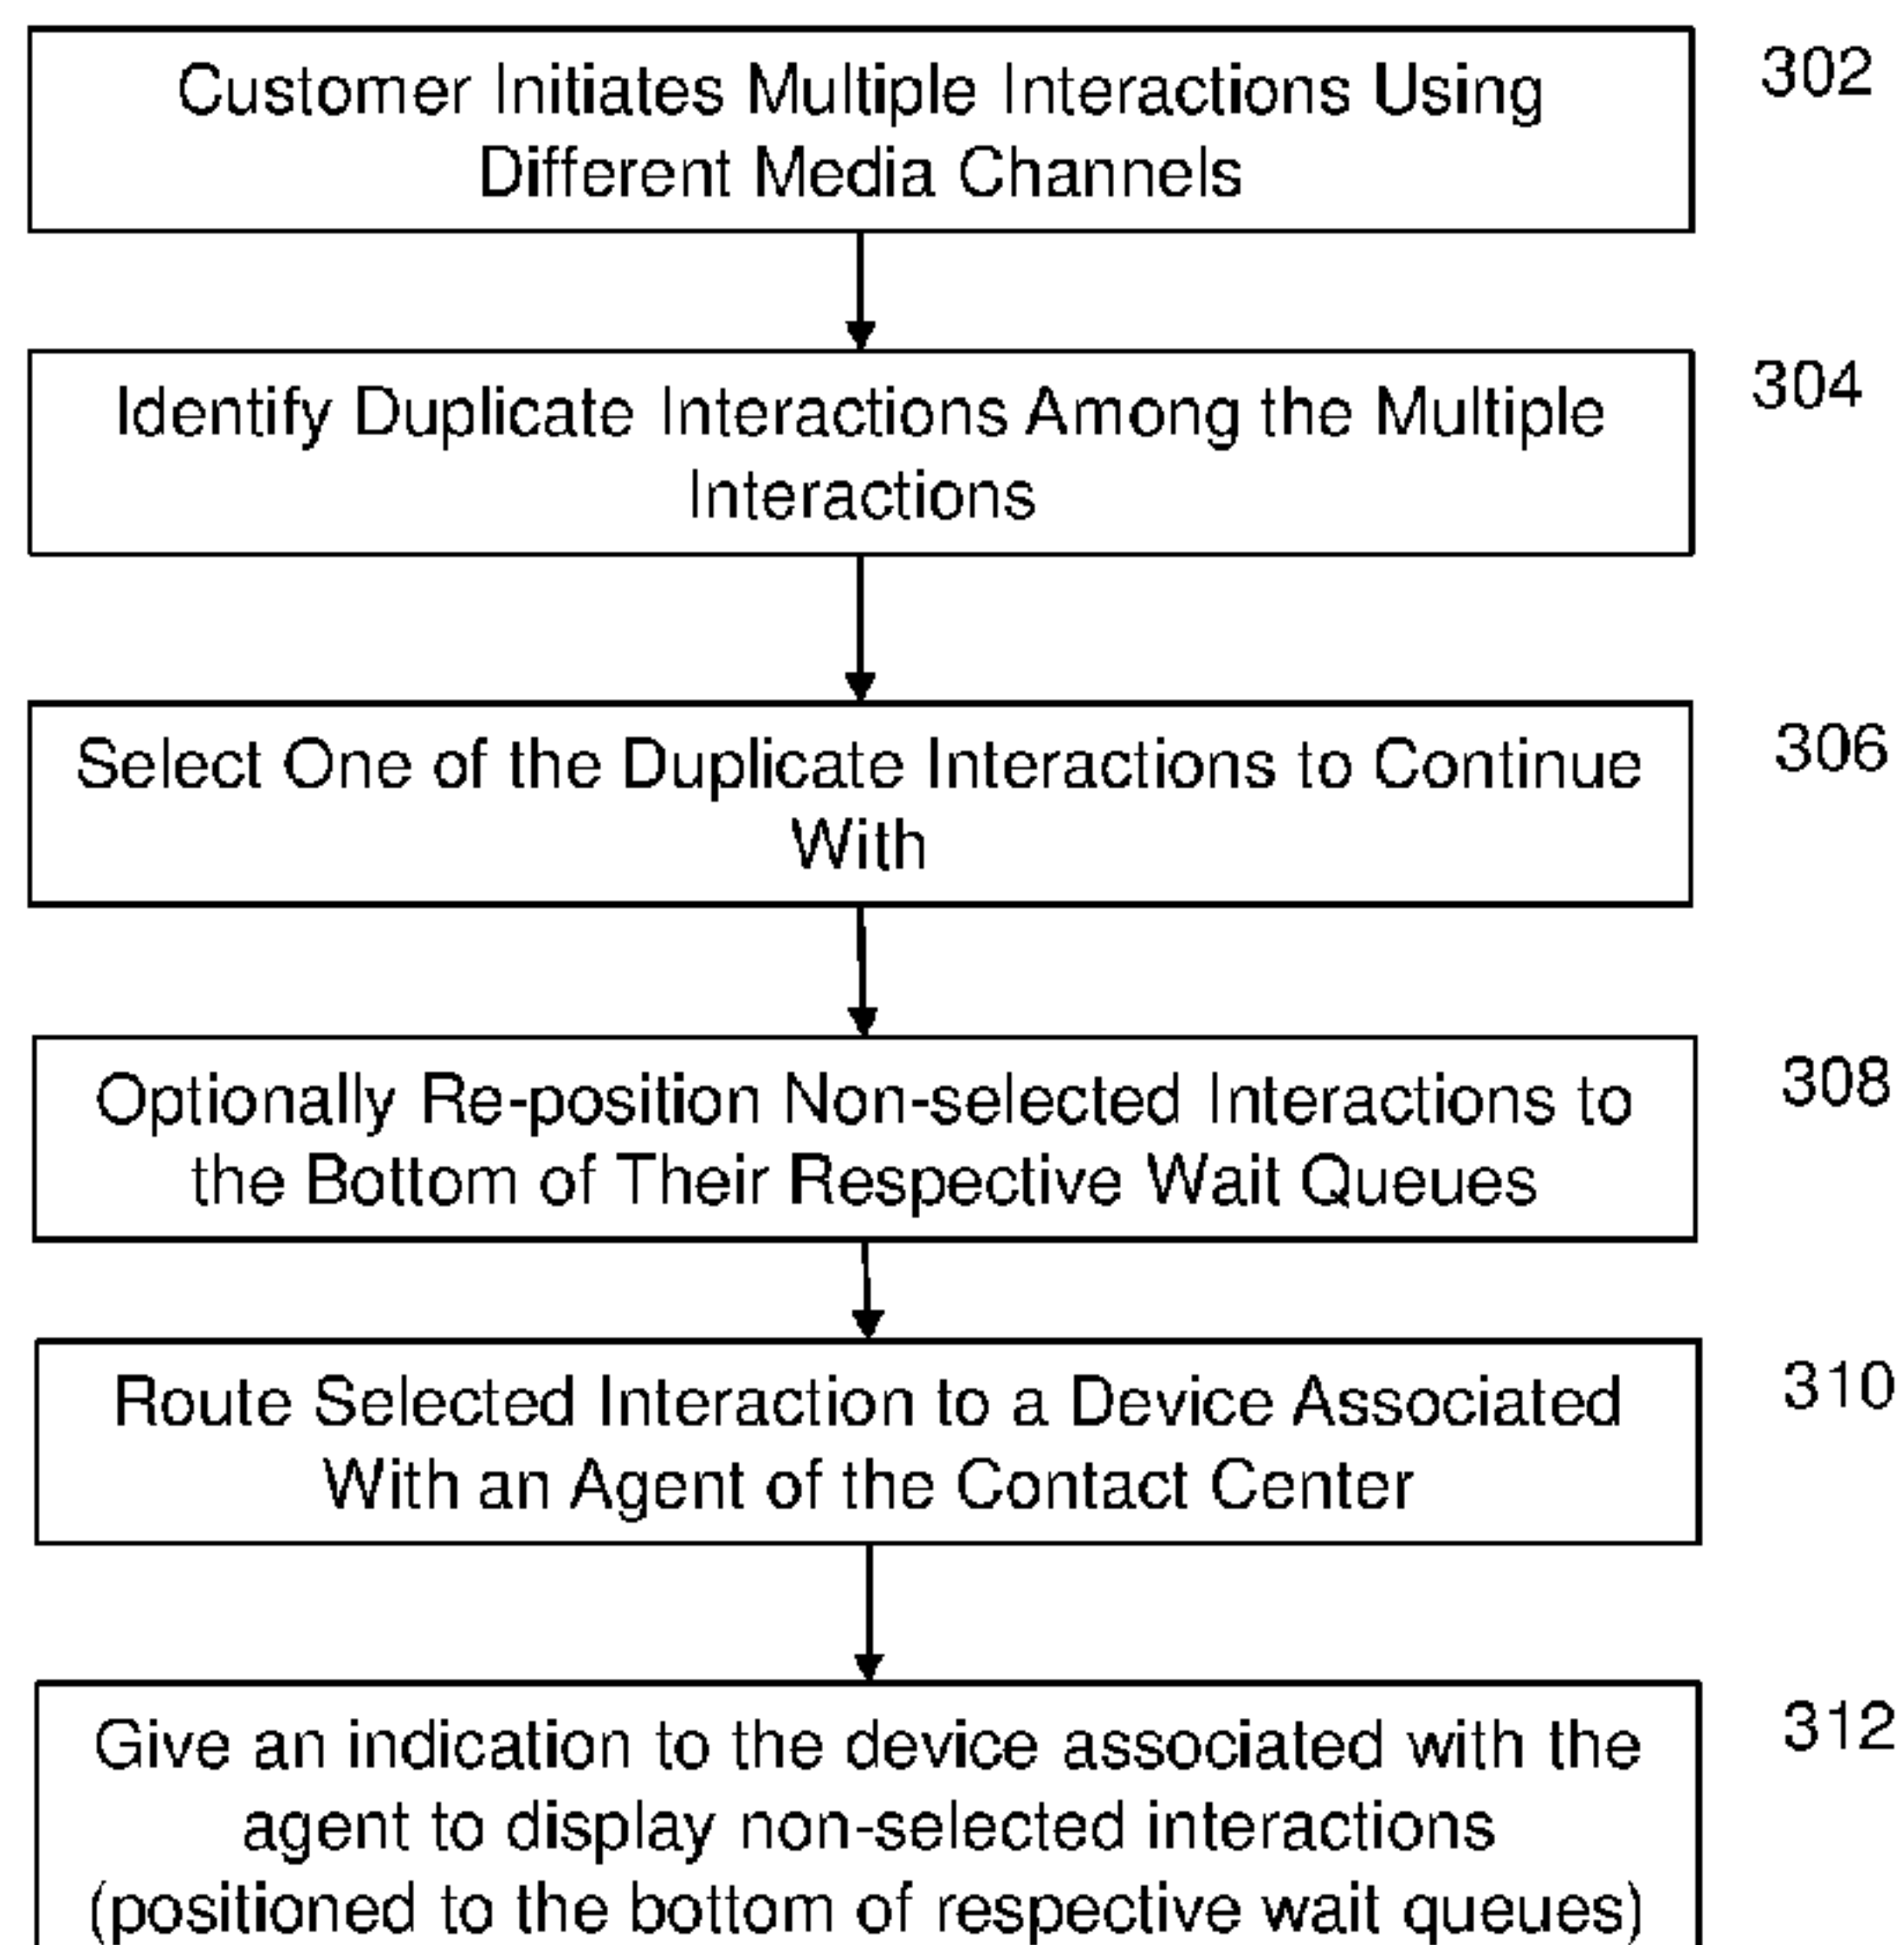 Customer Initiates Multiple Interactions Using
Different Media Channels
302
Identify Duplicate Interactions Among the Multiple
Interactions
304
Select One of the Duplicate Interactions to Continue
With
306
Optionally Re-position Non-selected Interactions to
the Bottom of Their Respective Wait Queues
308
Route Selected Interaction to a Device Associated
With an Agent of the Contact Center
310
Give an indication to the device associated with the
agent to display non-selected interactions
(positioned to the bottom of respective wait queues)
312